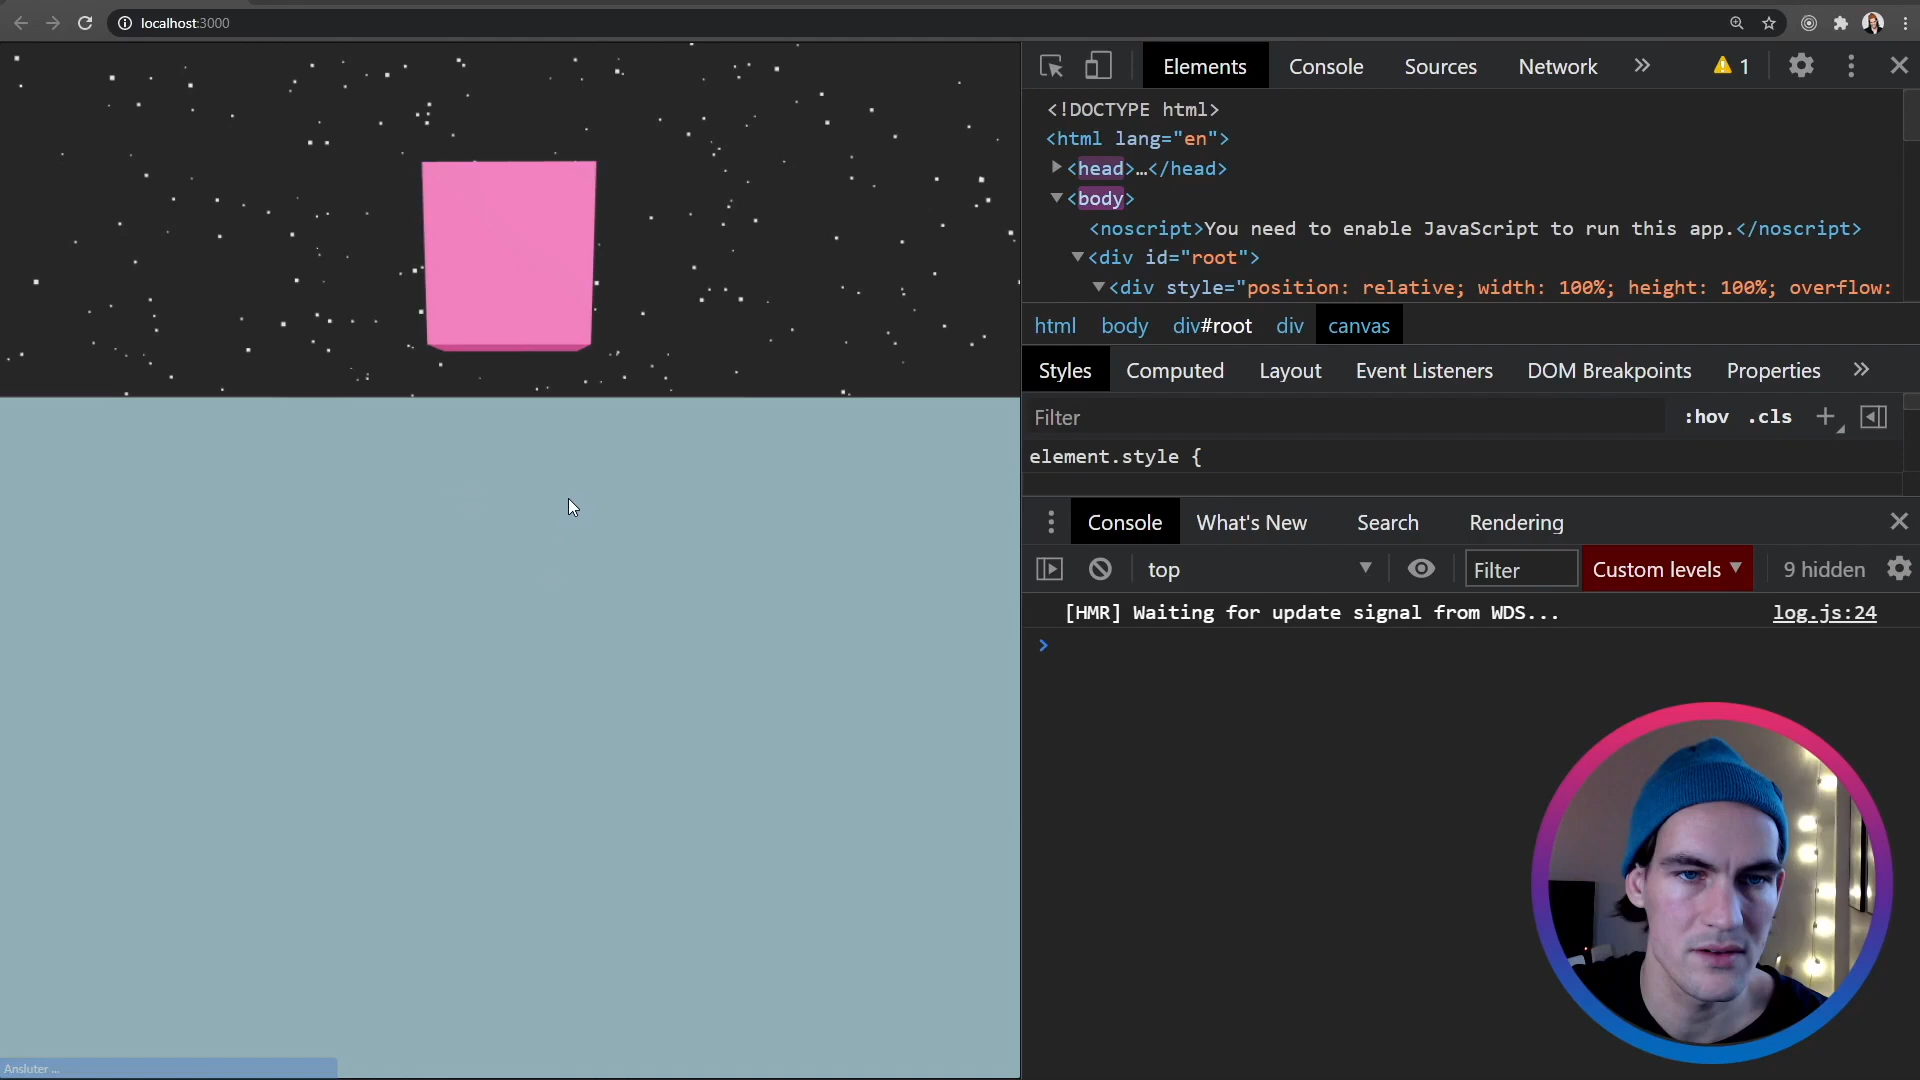 localhost:3000
Elements Console Sources Network » 1
<!DOCTYPE html>
<html lang="en">
<head>…</head>
<body>
<noscript>You need to enable JavaScript to run this app.</noscript>
<div id="root">
<div style="position: relative; width: 100%; height: 100%; overflow:
html body div#root div canvas
Styles Computed Layout Event Listeners DOM Breakpoints Properties »
Filter :hov .cls +
element.style {
Console What's New Search Rendering
top Filter Custom levels 9 hidden
[HMR] Waiting for update signal from WDS... log.js:24
>
Ansluter ...